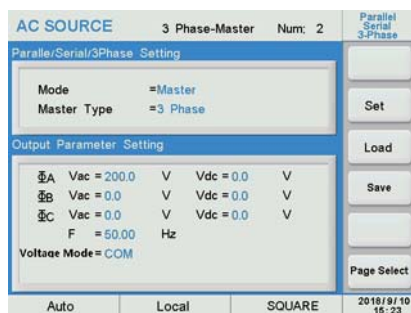 AC SOURCE 3 Phase-Master Num: 2
Parallel
Serial
3-Phase
Paralle/Serial/3Phase Setting
Mode =Master
Master Type =3 Phase
Set
Output Parameter Setting
Load
ΦA Vac = 200.0 V Vdc = 0.0 V
ΦB Vac = 0.0 V Vdc = 0.0 V
Save
ΦC Vac = 0.0 V Vdc = 0.0 V
F = 50.00 Hz
Voltage Mode = COM
Page Select
Auto Local SQUARE 2018/9/10
15:23